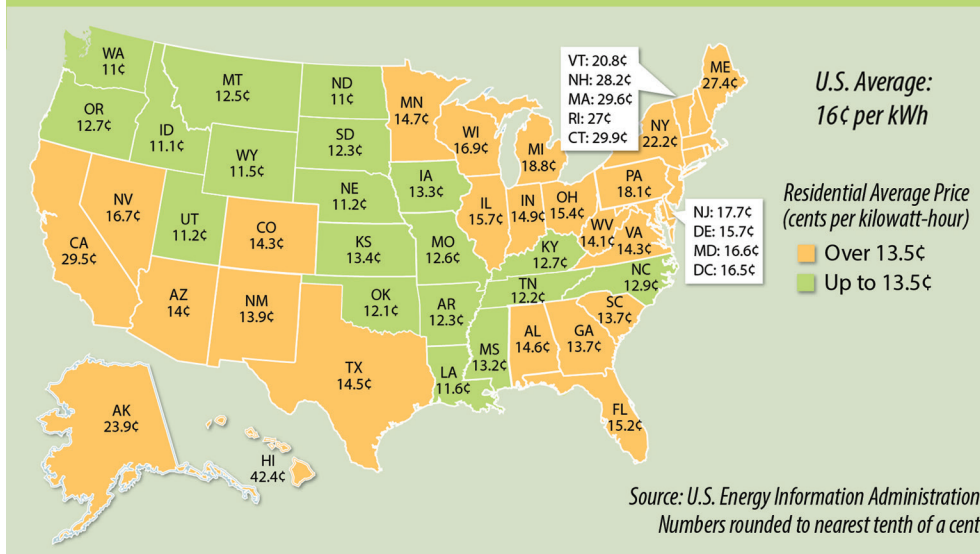 WA
11¢
MT
12.5¢
ND
11¢
MN
14.7¢
OR
12.7¢
ID
11.1¢
WY
11.5¢
SD
12.3¢
WI
16.9¢
MI
18.8¢
VT: 20.8¢
NH: 28.2¢
MA: 29.6¢
RI: 27¢
CT: 29.9¢
ME
27.4¢
NY
22.2¢
U.S. Average:
16¢ per kWh
NV
16.7¢
UT
11.2¢
CO
14.3¢
NE
11.2¢
IA
13.3¢
IL
15.7¢
IN
14.9¢
OH
15.4¢
PA
18.1¢
CA
29.5¢
KS
13.4¢
MO
12.6¢
KY
12.7¢
WV
14.1¢
VA
14.3¢
NJ: 17.7¢
DE: 15.7¢
MD: 16.6¢
DC: 16.5¢
Residential Average Price
(cents per kilowatt-hour)
Over 13.5¢
Up to 13.5¢
AZ
14¢
NM
13.9¢
OK
12.1¢
AR
12.3¢
TN
12.2¢
NC
12.9¢
SC
13.7¢
TX
14.5¢
LA
11.6¢
MS
13.2¢
AL
14.6¢
GA
13.7¢
FL
15.2¢
AK
23.9¢
HI
42.4¢
Source: U.S. Energy Information Administration
Numbers rounded to nearest tenth of a cent